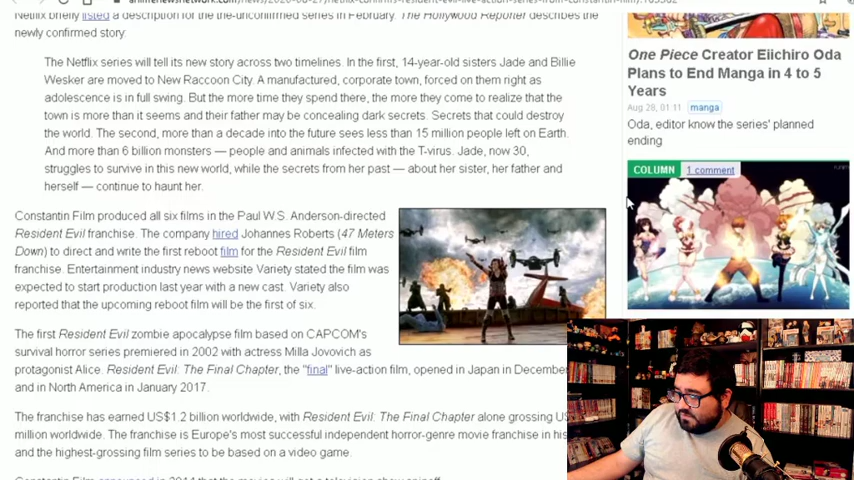 Netflix briefly listed a description for the the-unconfirmed series in February. The Hollywood Reporter describes the
newly confirmed story:
The Netflix series will tell its new story across two timelines. In the first, 14-year-old sisters Jade and Billie
Wesker are moved to New Raccoon City. A manufactured, corporate town, forced on them right as
adolescence is in full swing. But the more time they spend there, the more they come to realize that the
town is more than it seems and their father may be concealing dark secrets. Secrets that could destroy
the world. The second, more than a decade into the future sees less than 15 million people left on Earth.
And more than 6 billion monsters — people and animals infected with the T-virus. Jade, now 30,
struggles to survive in this new world, while the secrets from her past — about her sister, her father and
herself — continue to haunt her.
Constantin Film produced all six films in the Paul W.S. Anderson-directed
Resident Evil franchise. The company hired Johannes Roberts (47 Meters
Down) to direct and write the first reboot film for the Resident Evil film
franchise. Entertainment industry news website Variety stated the film was
expected to start production last year with a new cast. Variety also
reported that the upcoming reboot film will be the first of six.
The first Resident Evil zombie apocalypse film based on CAPCOM's
survival horror series premiered in 2002 with actress Milla Jovovich as
protagonist Alice. Resident Evil: The Final Chapter, the "final" live-action film, opened in Japan in Decembe
and in North America in January 2017.
The franchise has earned US$1.2 billion worldwide, with Resident Evil: The Final Chapter alone grossing US
million worldwide. The franchise is Europe's most successful independent horror-genre movie franchise in his
and the highest-grossing film series to be based on a video game.
Constantin Film announced in 2014 that the movies will get a television show spinoff.
One Piece Creator Eiichiro Oda
Plans to End Manga in 4 to 5
Years
Aug 28, 01:11 manga
Oda, editor know the series' planned
ending
COLUMN 1 comment